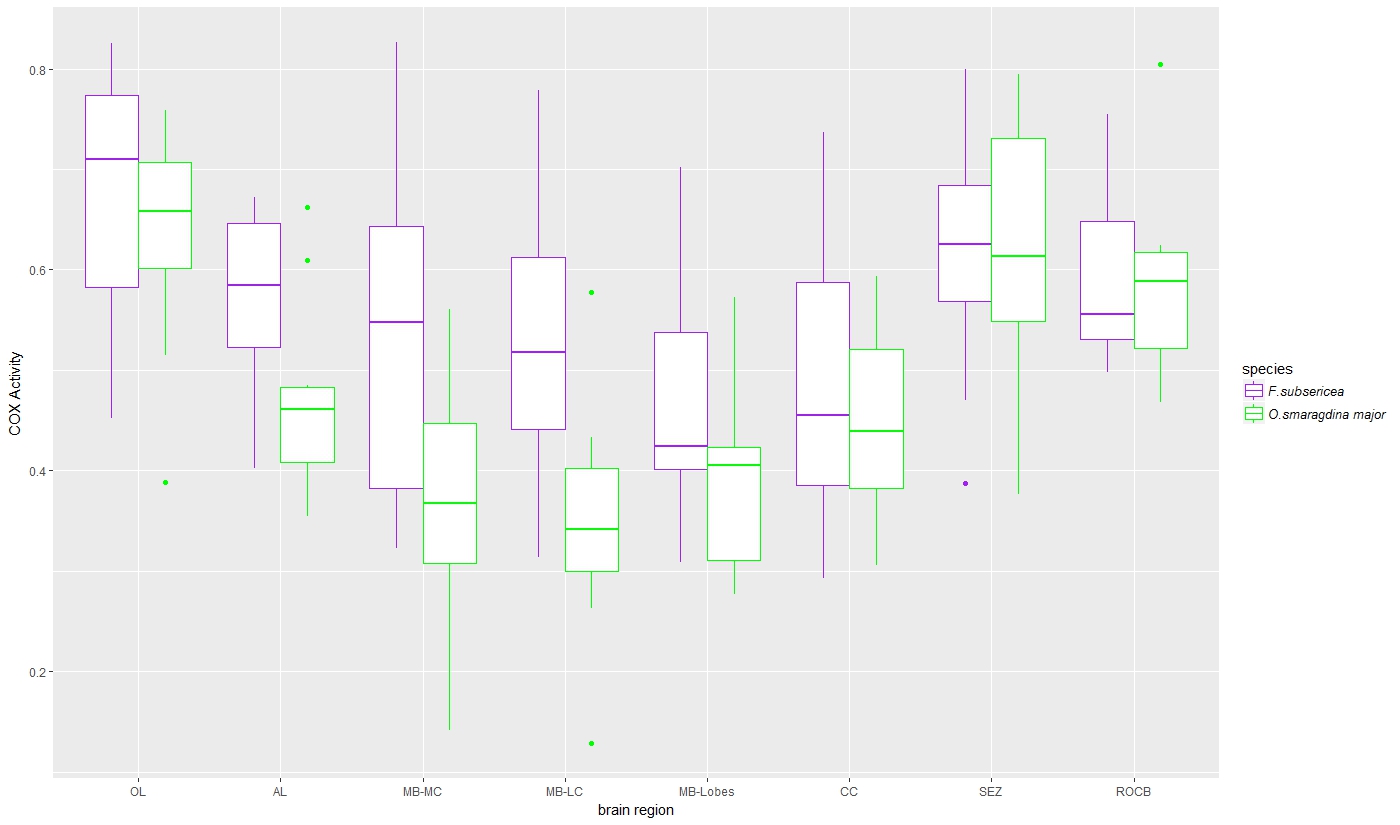 COX Activity
0.8
0.6
0.4
0.2
OL AL MB-MC MB-LC MB-Lobes CC SEZ ROCB
brain region
species
F.subsericea
O.smaragdina major